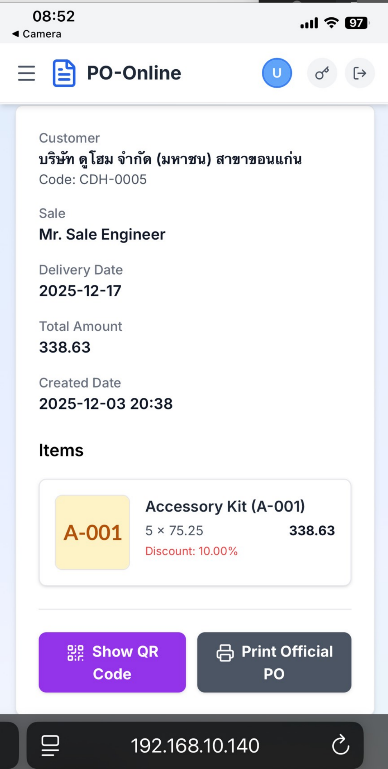 08:52
97
◀ Camera
PO-Online
U
Customer
บริษัท ดูโฮม จำกัด (มหาชน) สาขาขอนแก่น
Code: CDH-0005
Sale
Mr. Sale Engineer
Delivery Date
2025-12-17
Total Amount
338.63
Created Date
2025-12-03 20:38
Items
A-001
Accessory Kit (A-001)
5 × 75.25
338.63
Discount: 10.00%
Show QR
Code
Print Official
PO
192.168.10.140